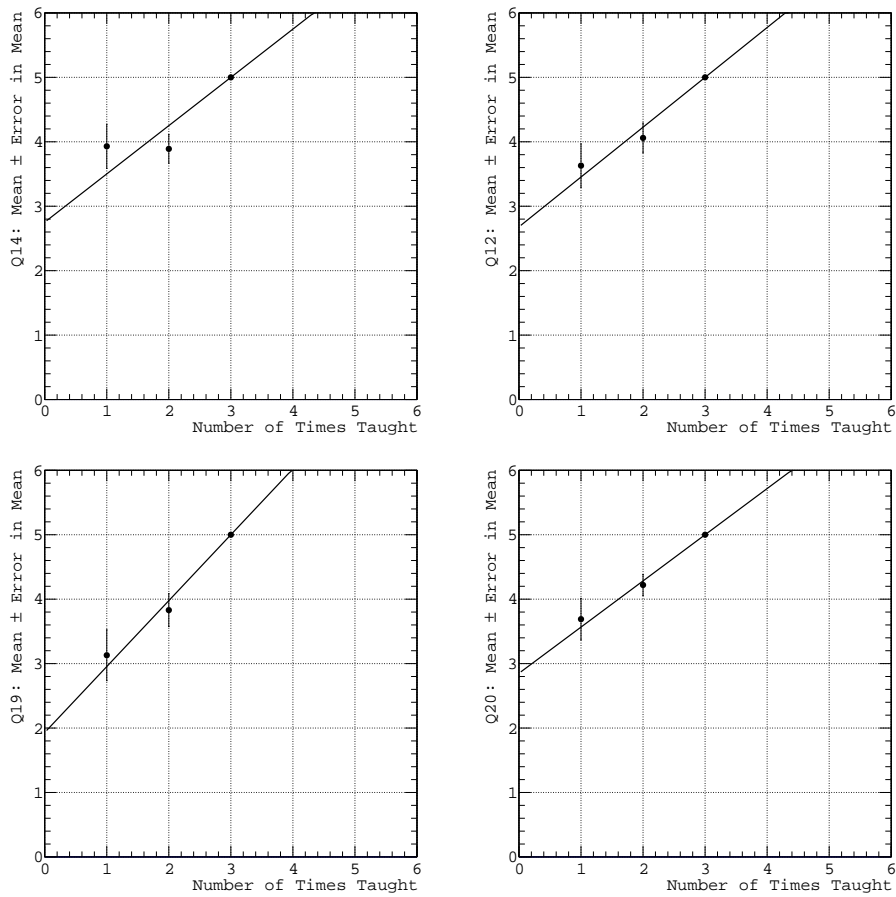 Q14: Mean ± Error in Mean
6
5
4
3
2
1
0
0 1 2 3 4 5 6
Number of Times Taught
Q12: Mean ± Error in Mean
6
5
4
3
2
1
0
0 1 2 3 4 5 6
Number of Times Taught
Q19: Mean ± Error in Mean
6
5
4
3
2
1
0
0 1 2 3 4 5 6
Number of Times Taught
Q20: Mean ± Error in Mean
6
5
4
3
2
1
0
0 1 2 3 4 5 6
Number of Times Taught